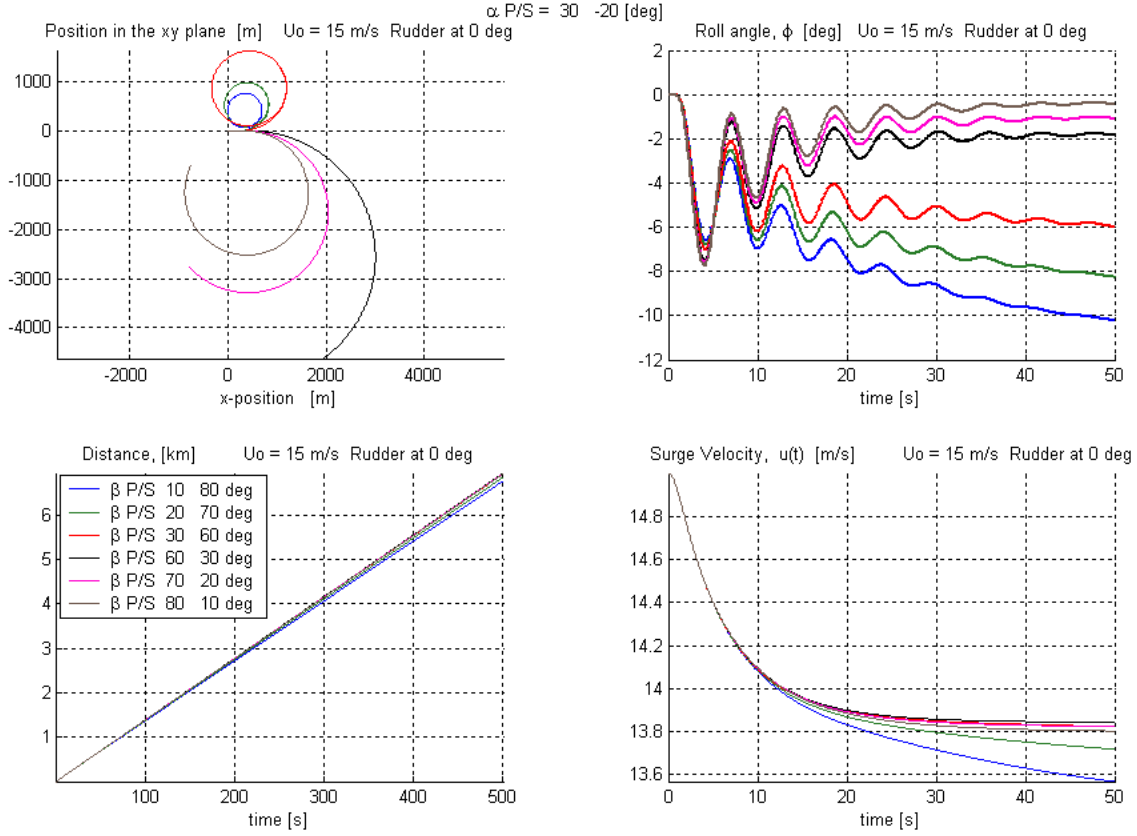 α P/S = 30 -20 [deg]
Position in the xy plane [m] Uo = 15 m/s Rudder at 0 deg
1000
0
-1000
-2000
-3000
-4000
-2000 0 2000 4000
x-position [m]
Roll angle, ϕ [deg] Uo = 15 m/s Rudder at 0 deg
2
0
-2
-4
-6
-8
-10
-12
0 10 20 30 40 50
time [s]
Distance, [km] Uo = 15 m/s Rudder at 0 deg
β P/S 10 80 deg
β P/S 20 70 deg
β P/S 30 60 deg
β P/S 60 30 deg
β P/S 70 20 deg
β P/S 80 10 deg
6
5
4
3
2
1
100 200 300 400 500
time [s]
Surge Velocity, u(t) [m/s] Uo = 15 m/s Rudder at 0 deg
14.8
14.6
14.4
14.2
14
13.8
13.6
0 10 20 30 40 50
time [s]